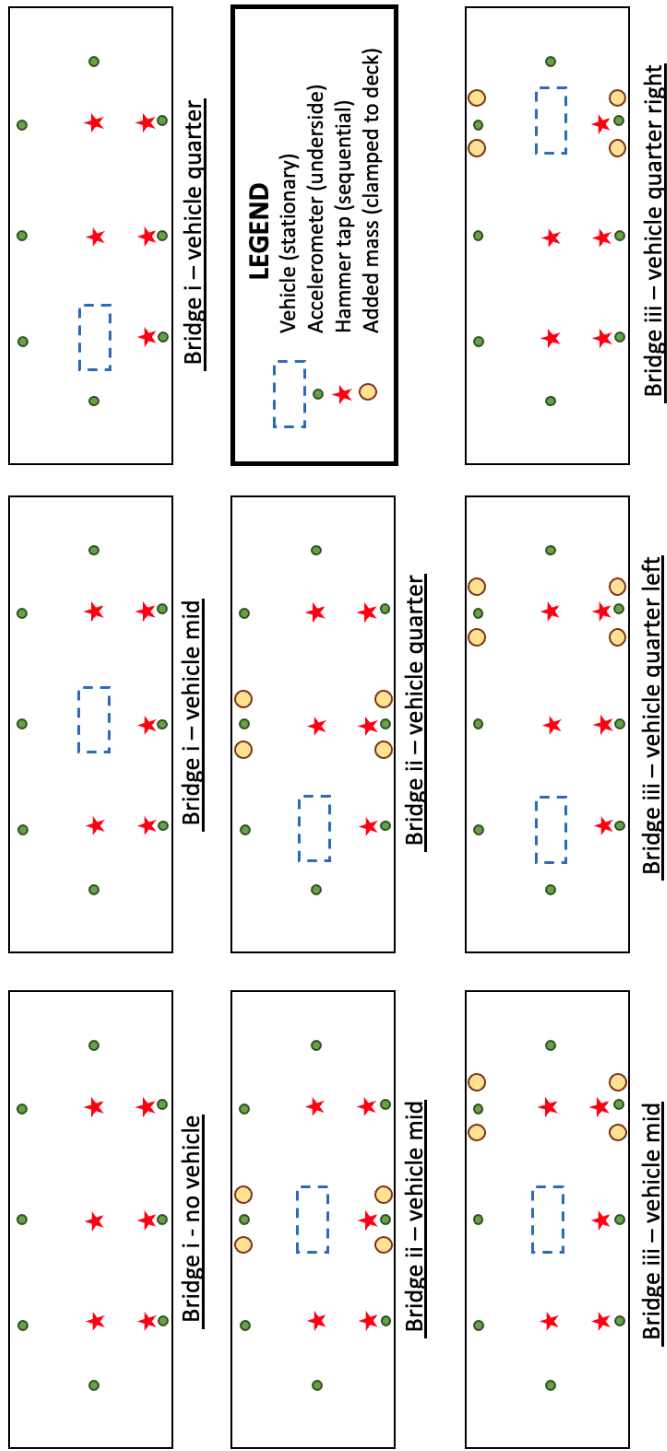 Bridge i - no vehicle
Bridge i – vehicle mid
Bridge i – vehicle quarter
Bridge ii – vehicle mid
Bridge ii – vehicle quarter
LEGEND
Vehicle (stationary)
Accelerometer (underside)
Hammer tap (sequential)
Added mass (clamped to deck)
Bridge iii – vehicle mid
Bridge iii – vehicle quarter left
Bridge iii – vehicle quarter right